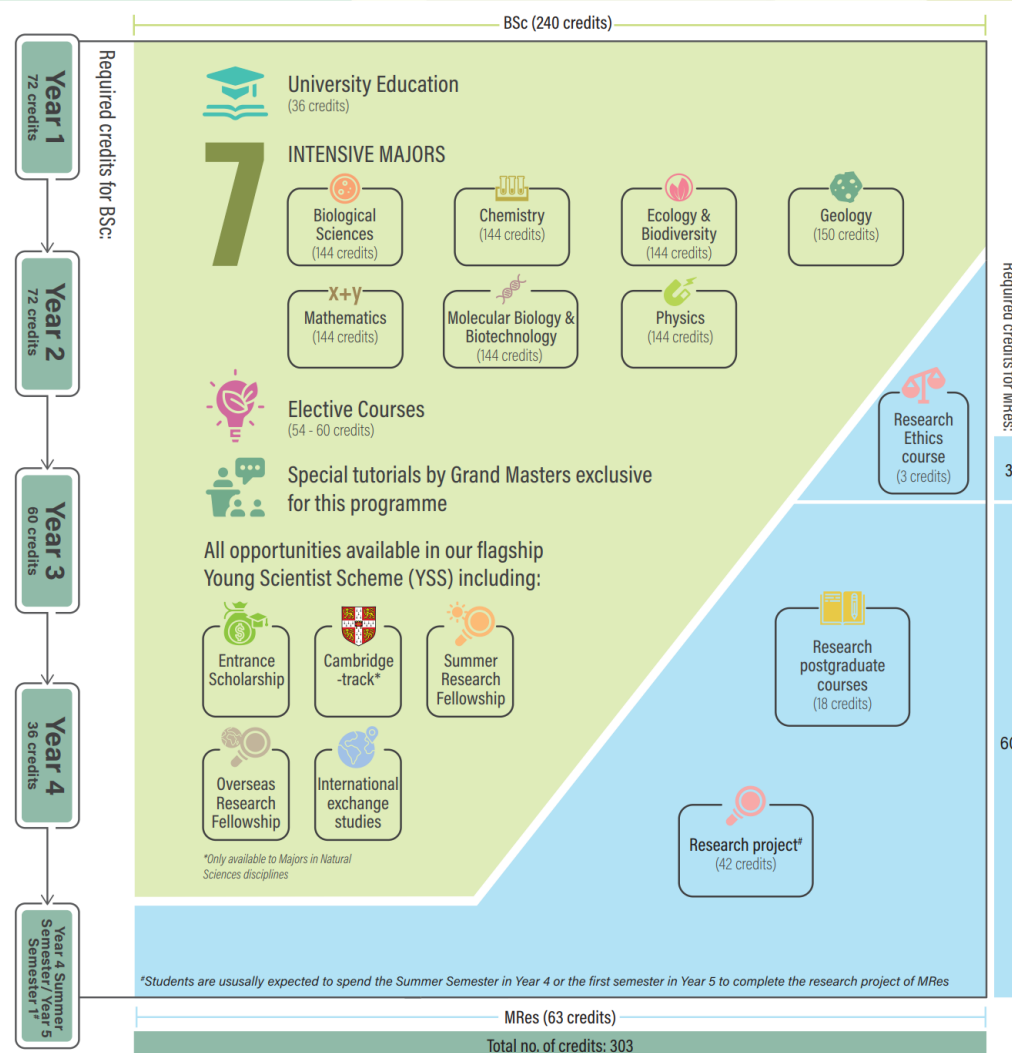 BSc (240 credits)
Year 1
72 credits
Year 2
72 credits
Year 3
60 credits
Year 4
36 credits
Year 4 Summer
Semester/ Year 5
Semester 1#
Required credits for BSc:
University Education
(36 credits)
7
INTENSIVE MAJORS
Biological
Sciences
(144 credits)
Chemistry
(144 credits)
Ecology &
Biodiversity
(144 credits)
Geology
(150 credits)
x+y
Mathematics
(144 credits)
Molecular Biology &
Biotechnology
(144 credits)
Physics
(144 credits)
Elective Courses
(54 - 60 credits)
Special tutorials by Grand Masters exclusive
for this programme
All opportunities available in our flagship
Young Scientist Scheme (YSS) including:
Entrance
Scholarship
Cambridge
-track*
Summer
Research
Fellowship
Overseas
Research
Fellowship
International
exchange
studies
*Only available to Majors in Natural
Sciences disciplines
Required credits for MRes:
Research
Ethics
course
(3 credits)
3
Research
postgraduate
courses
(18 credits)
60
Research project#
(42 credits)
#Students are ususally expected to spend the Summer Semester in Year 4 or the first semester in Year 5 to complete the research project of MRes
MRes (63 credits)
Total no. of credits: 303